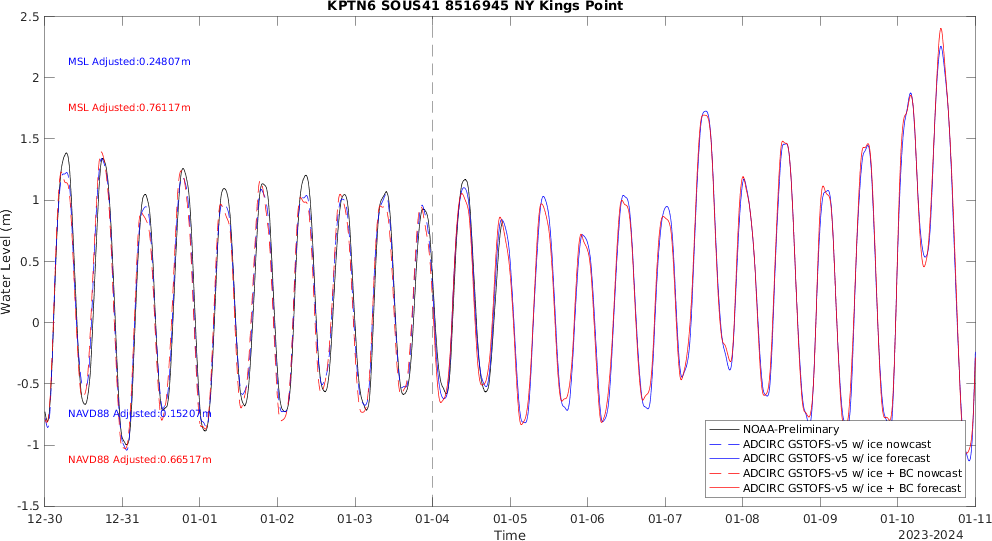 KPTN6 SOUS41 8516945 NY Kings Point
2.5
2
1.5
1
0.5
0
-0.5
-1
-1.5
Water Level (m)
MSL Adjusted:0.24807m
MSL Adjusted:0.76117m
NAVD88 Adjusted:0.15207m
NAVD88 Adjusted:0.66517m
NOAA-Preliminary
ADCIRC GSTOFS-v5 w/ ice nowcast
ADCIRC GSTOFS-v5 w/ ice forecast
ADCIRC GSTOFS-v5 w/ ice + BC nowcast
ADCIRC GSTOFS-v5 w/ ice + BC forecast
12-30 12-31 01-01 01-02 01-03 01-04 01-05 01-06 01-07 01-08 01-09 01-10 01-11
Time
2023-2024